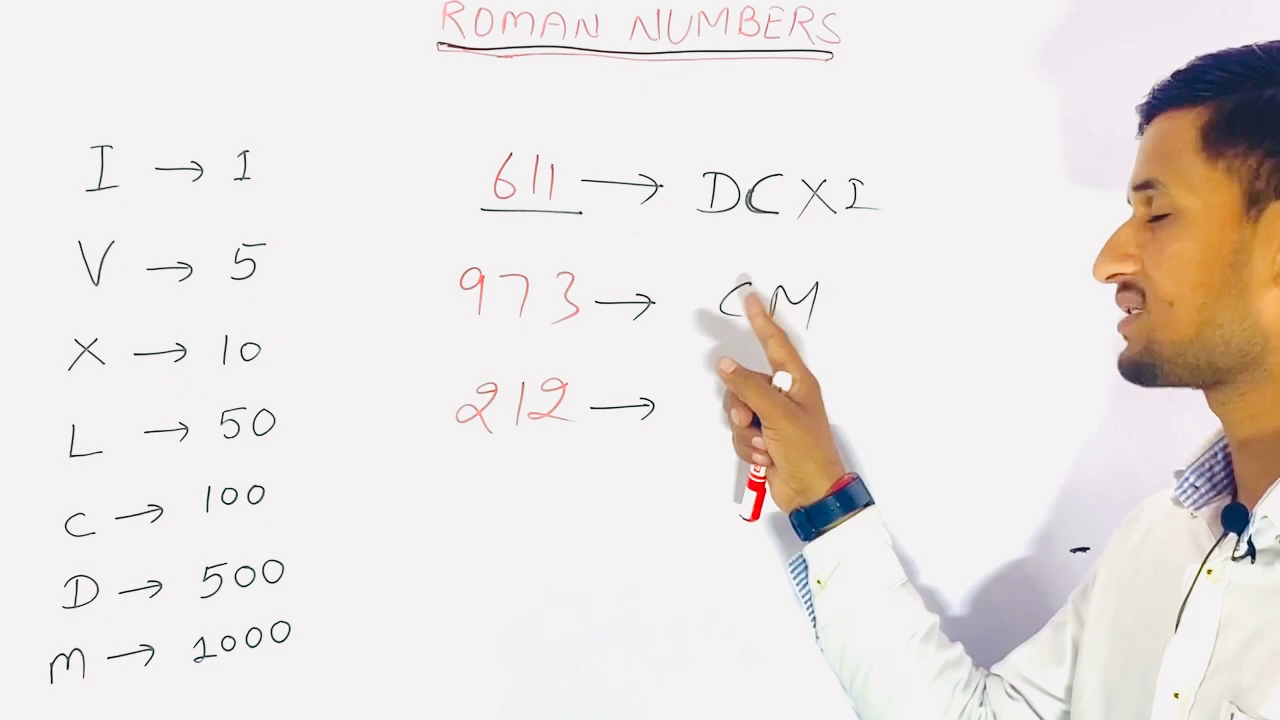 ROMAN NUMBERS
I → 1
V → 5
X → 10
L → 50
C → 100
D → 500
M → 1000
611 → DCXI
973 → CM
212 →